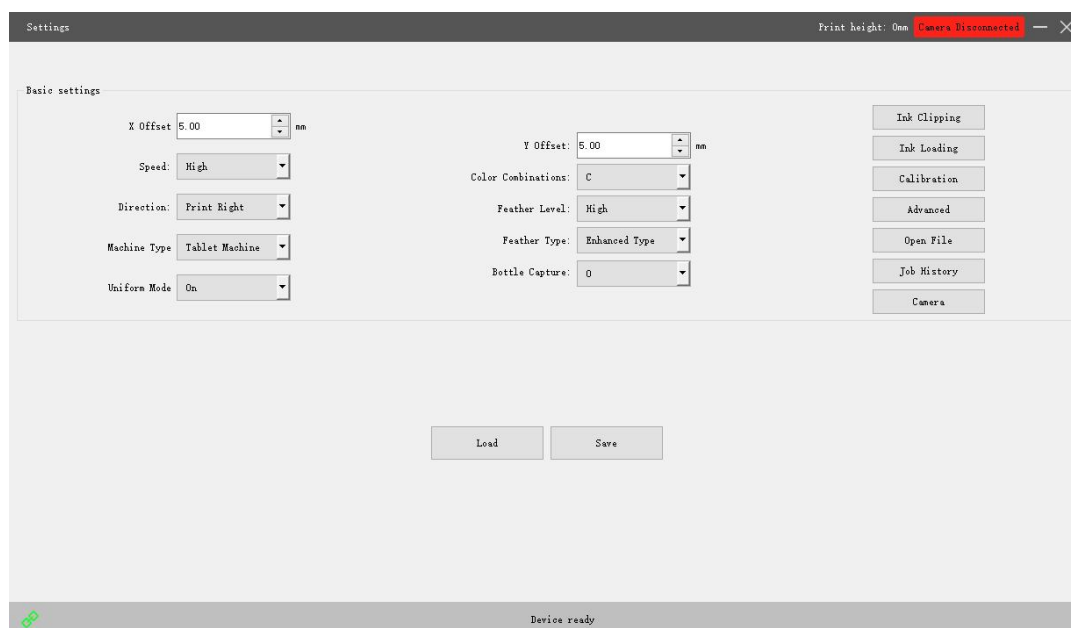 Settings
Print height: 0mm Camera Disconnected
Basic settings
X Offset 5.00 mm
Speed: High
Direction: Print Right
Machine Type Tablet Machine
Uniform Mode On
Y Offset: 5.00 mm
Color Combinations: C
Feather Level: High
Feather Type: Enhanced Type
Bottle Capture: 0
Ink Clipping
Ink Loading
Calibration
Advanced
Open File
Job History
Camera
Load
Save
Device ready